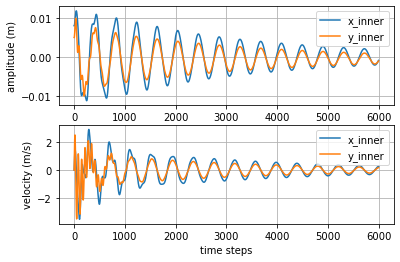 amplitude (m)
0.01
0.00
−0.01
x_inner
y_inner
0 1000 2000 3000 4000 5000 6000
velocity (m/s)
2
0
−2
x_inner
y_inner
0 1000 2000 3000 4000 5000 6000
time steps